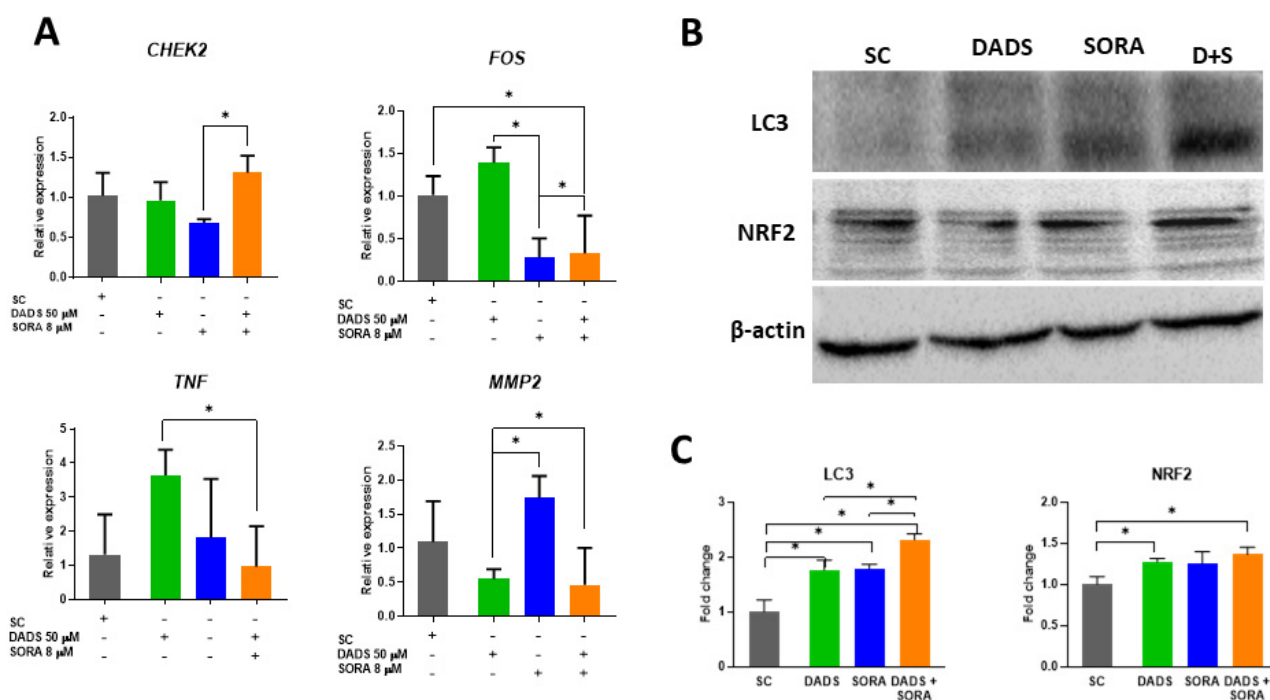 A
CHEK2
*
Relative expression
2.0
1.5
1.0
0.5
0.0
SC + - - -
DADS 50 μM - + - +
SORA 8 μM - - + +
FOS
*
*
*
Relative expression
2.0
1.5
1.0
0.5
0.0
SC + - - -
DADS 50 μM - + - +
SORA 8 μM - - + +
TNF
*
Relative expression
5
4
3
2
1
0
SC + - - -
DADS 50 μM - + - +
SORA 8 μM - - - +
MMP2
*
*
Relative expression
2.5
2.0
1.5
1.0
0.5
0.0
SC + - - -
DADS 50 μM - + - +
SORA 8 μM - - + +
B
SC DADS SORA D+S
LC3
NRF2
β-actin
C
LC3
*
*
*
*
*
Fold change
3
2
1
0
SC DADS SORA DADS +
SORA
NRF2
*
*
Fold change
2.0
1.5
1.0
0.5
0.0
SC DADS SORA DADS +
SORA